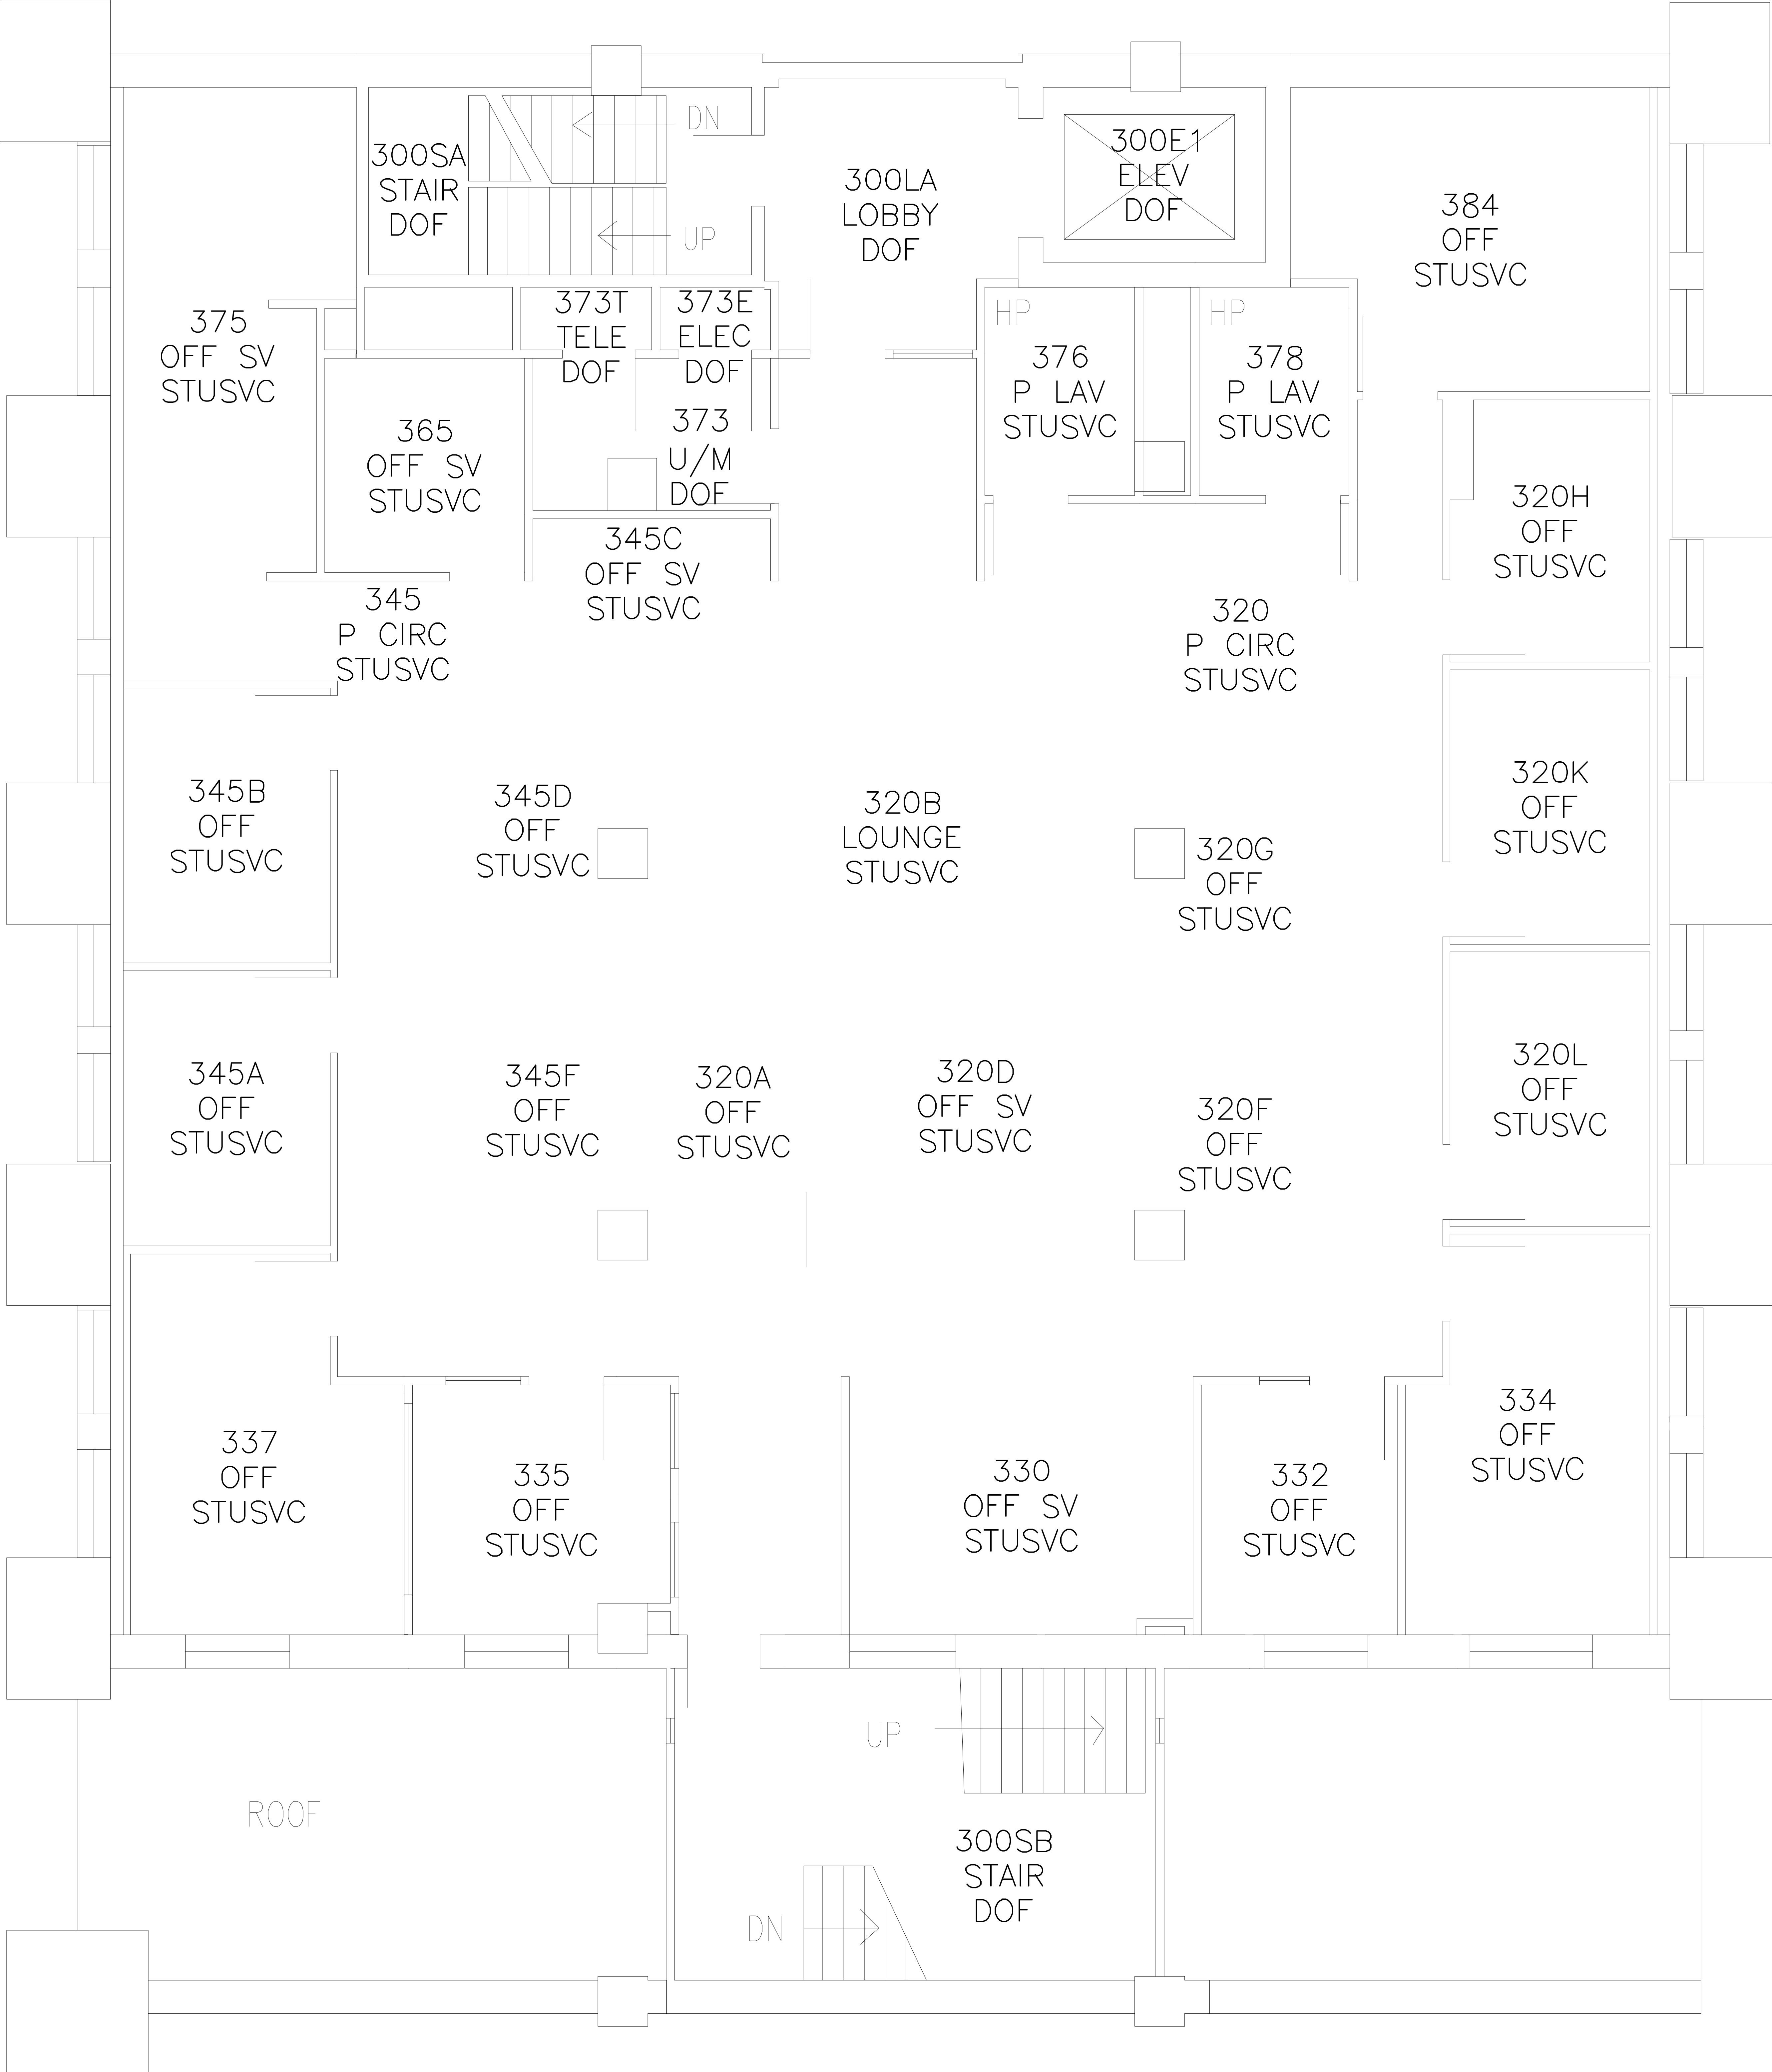 DN
300SA
STAIR
DOF
UP
300LA
LOBBY
DOF
300E1
ELEV
DOF
384
OFF
STUSVC
375
OFF SV
STUSVC
373T
TELE
DOF
373E
ELEC
DOF
HP
376
P LAV
STUSVC
HP
378
P LAV
STUSVC
365
OFF SV
STUSVC
373
U/M
DOF
345C
OFF SV
STUSVC
320H
OFF
STUSVC
345
P CIRC
STUSVC
320
P CIRC
STUSVC
345B
OFF
STUSVC
345D
OFF
STUSVC
320B
LOUNGE
STUSVC
320G
OFF
STUSVC
320K
OFF
STUSVC
345A
OFF
STUSVC
345F
OFF
STUSVC
320A
OFF
STUSVC
320D
OFF SV
STUSVC
320F
OFF
STUSVC
320L
OFF
STUSVC
337
OFF
STUSVC
335
OFF
STUSVC
330
OFF SV
STUSVC
332
OFF
STUSVC
334
OFF
STUSVC
UP
ROOF
300SB
STAIR
DOF
DN